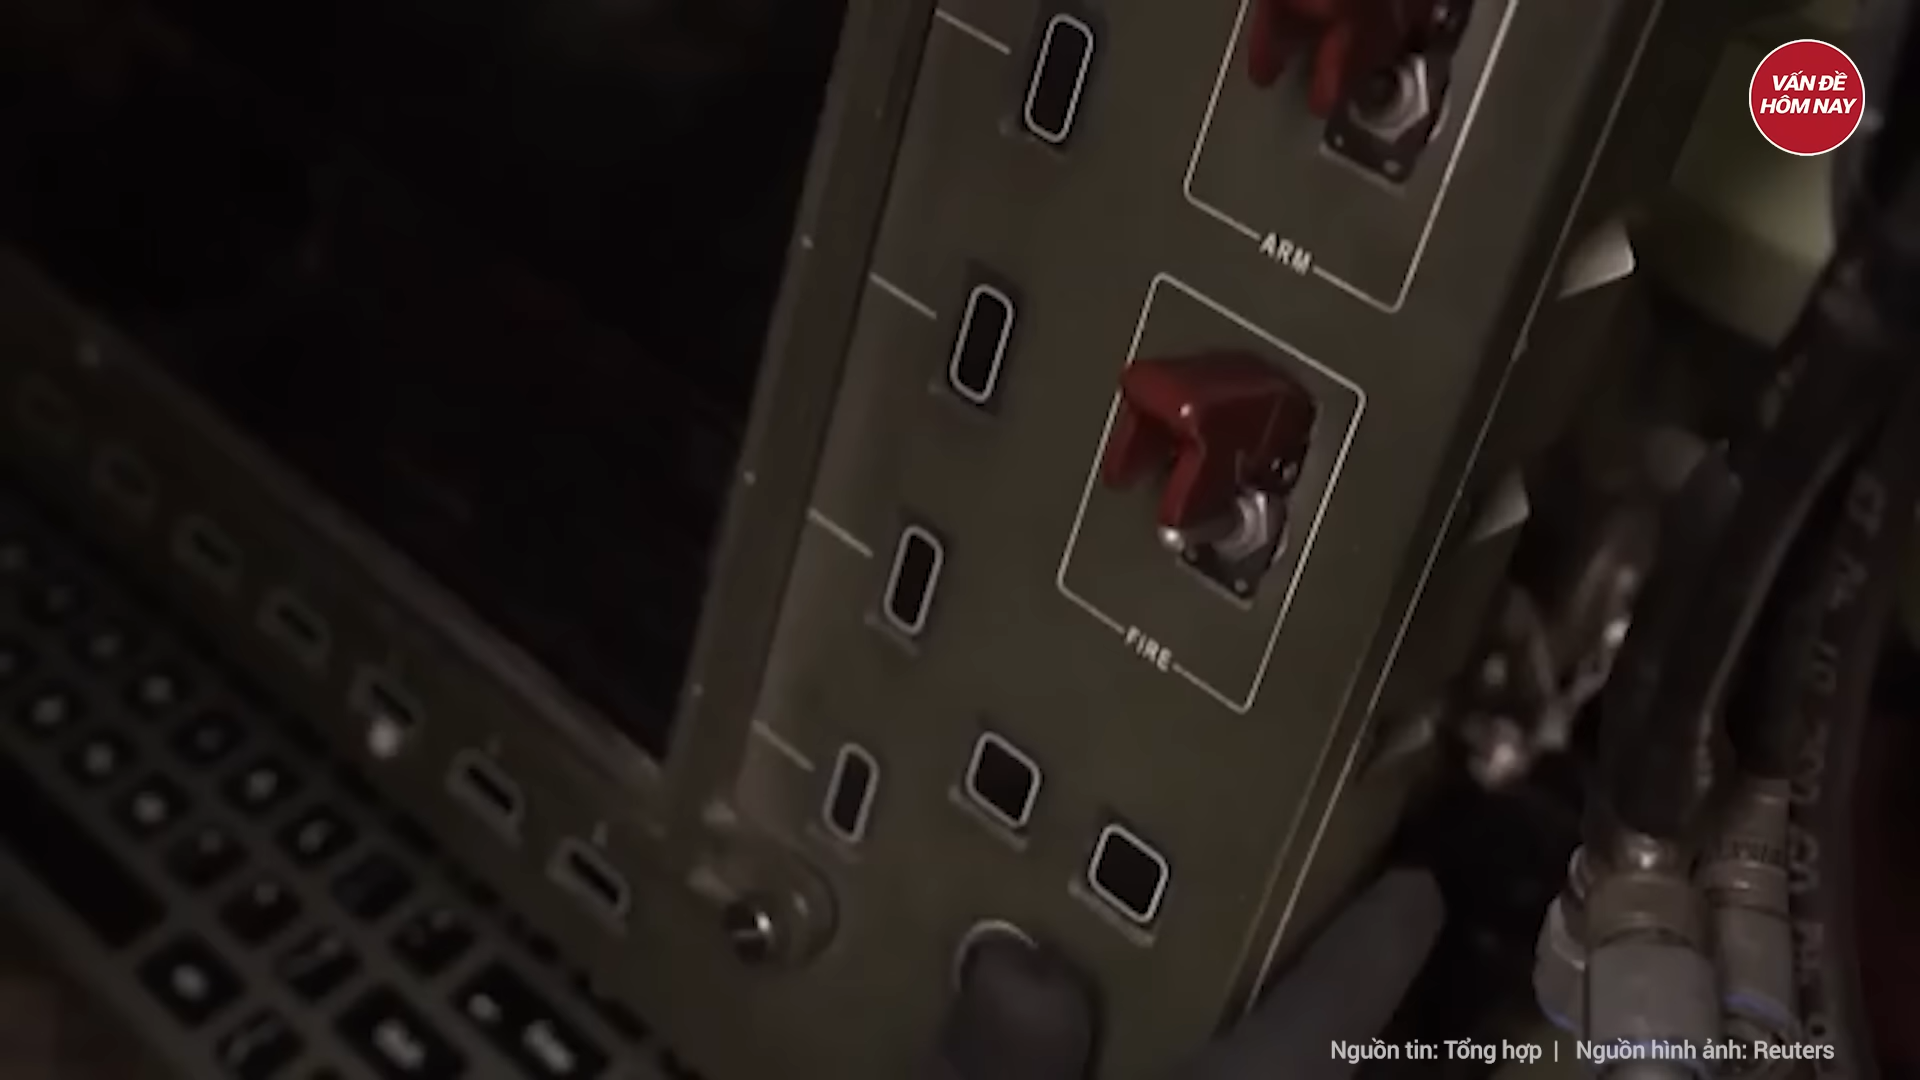 VẤN ĐỀ
HÔM NAY
ARM
FIRE
Nguồn tin: Tổng hợp | Nguồn hình ảnh: Reuters